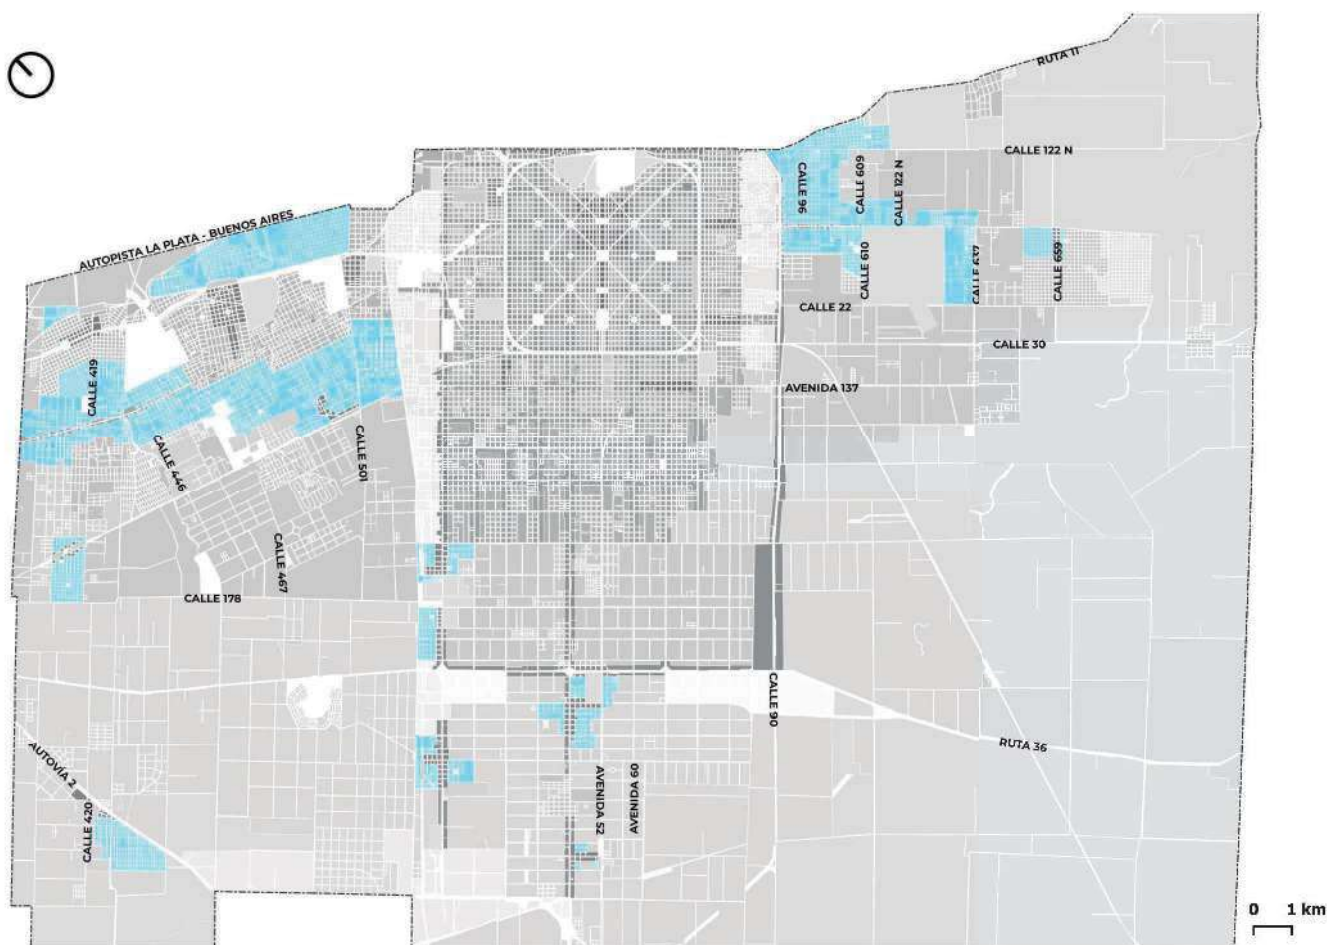 RUTA 11
CALLE 122 N
CALLE 96
CALLE 609
CALLE 122 N
AUTOPISTA LA PLATA - BUENOS AIRES
CALLE 610
CALLE 637
CALLE 659
CALLE 22
CALLE 30
CALLE 419
AVENIDA 137
CALLE 446
CALLE 501
CALLE 467
CALLE 178
CALLE 90
RUTA 36
AUTOVÍA 2
AVENIDA 52
AVENIDA 60
CALLE 420
0 1 km